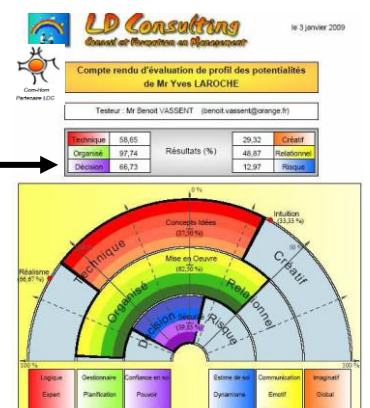 LD Consulting
Conseil et Formation en Management
le 3 janvier 2009
Com-Hom
Partenaire LDC
Compte rendu d'évaluation de profil des potentialités
de Mr Yves LAROCHE
Testeur : Mr Benoit VASSENT (benoit.vassent@orange.fr)
Technique 58,65 Résultats (%) 29,32 Créatif
Organisé 97,74 48,87 Relationnel
Décision 66,73 12,97 Risque
0 %
Intuition
(33,33 %)
Concepts Idées
(37,50 %)
Technique
Créatif
Mise en Oeuvre
(62,50 %)
Réalisme
(66,67 %)
Organisé
Relationnel
Décision
Risque
100 %
100 %
Logique Gestionnaire Confiance en soi Estime de soi Communication Imaginatif
Expert Planification Pouvoir Dynamisme Emotif Global